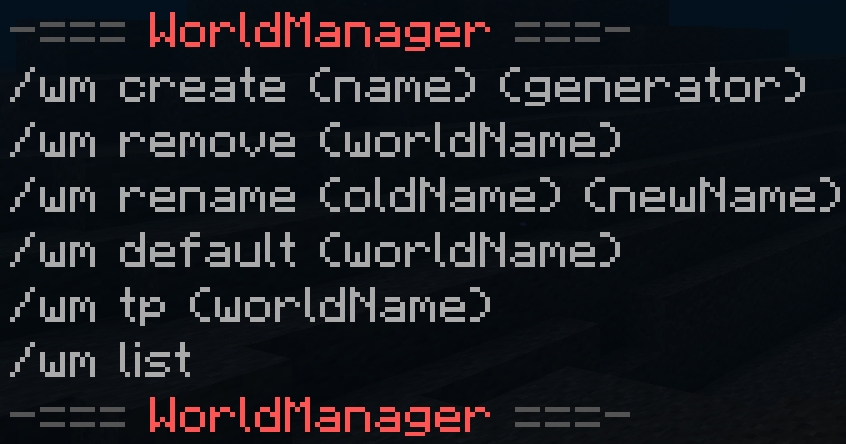 -=== WorldManager ===-
/wm create (name) (generator)
/wm remove (worldName)
/wm rename (oldName) (newName)
/wm default (worldName)
/wm tp (worldName)
/wm list
-=== WorldManager ===-